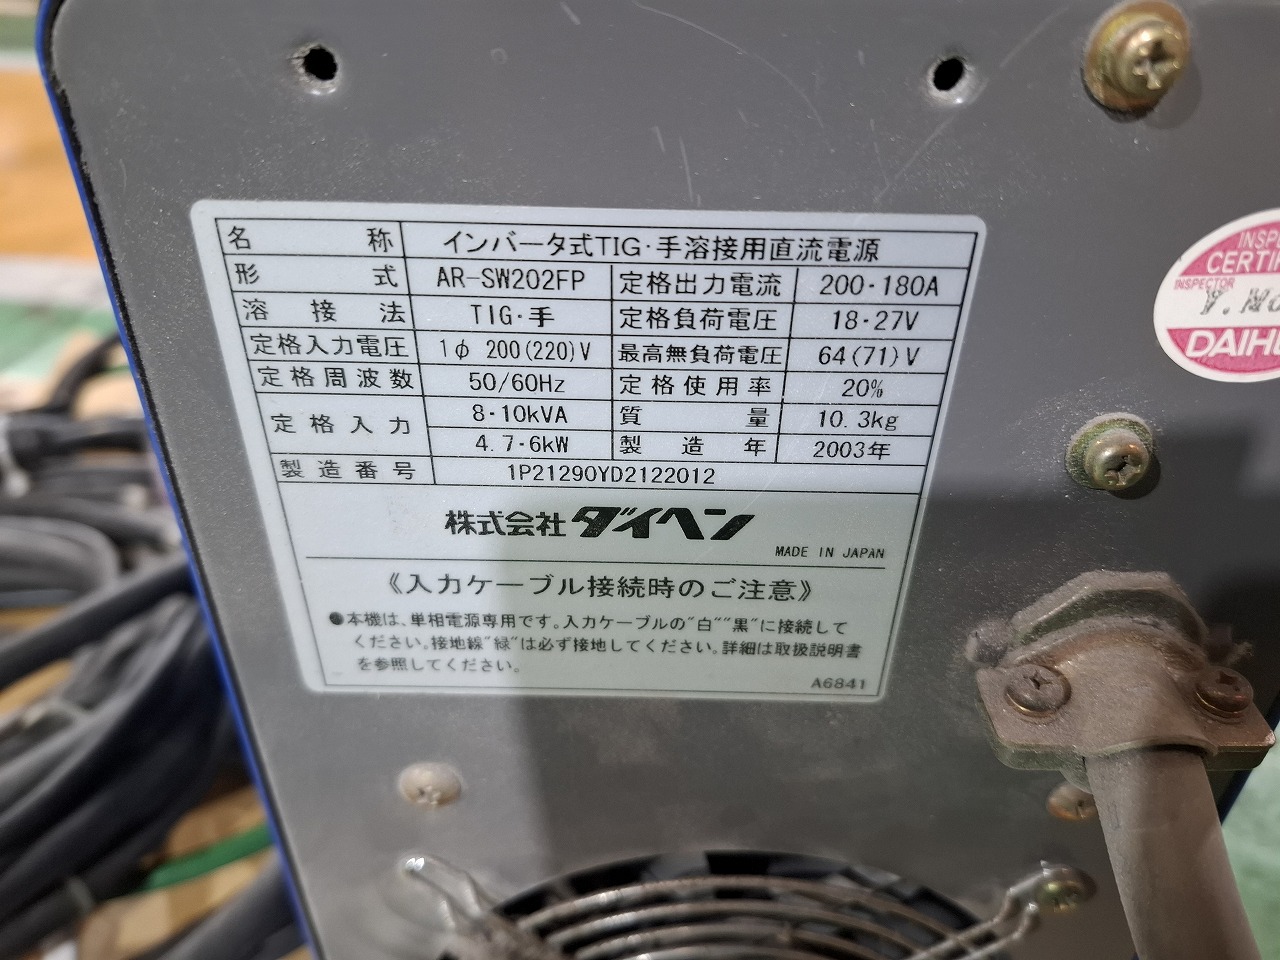 名称 インバータ式TIG・手溶接用直流電源
形式 AR-SW202FP 定格出力電流 200・180A
溶接法 TIG・手 定格負荷電圧 18・27V
定格入力電圧 1φ 200(220)V 最高無負荷電圧 64(71)V
定格周波数 50/60Hz 定格使用率 20%
定格入力 8・10kVA 質量 10.3kg
4.7・6kW 製造年 2003年
製造番号 1P21290YD2122012
株式会社ダイヘン
MADE IN JAPAN
《入力ケーブル接続時のご注意》
●本機は、単相電源専用です。入力ケーブルの"白""黒"に接続して
ください。接地線"緑"は必ず接地してください。詳細は取扱説明書
を参照してください。
A6841
INSPECTOR